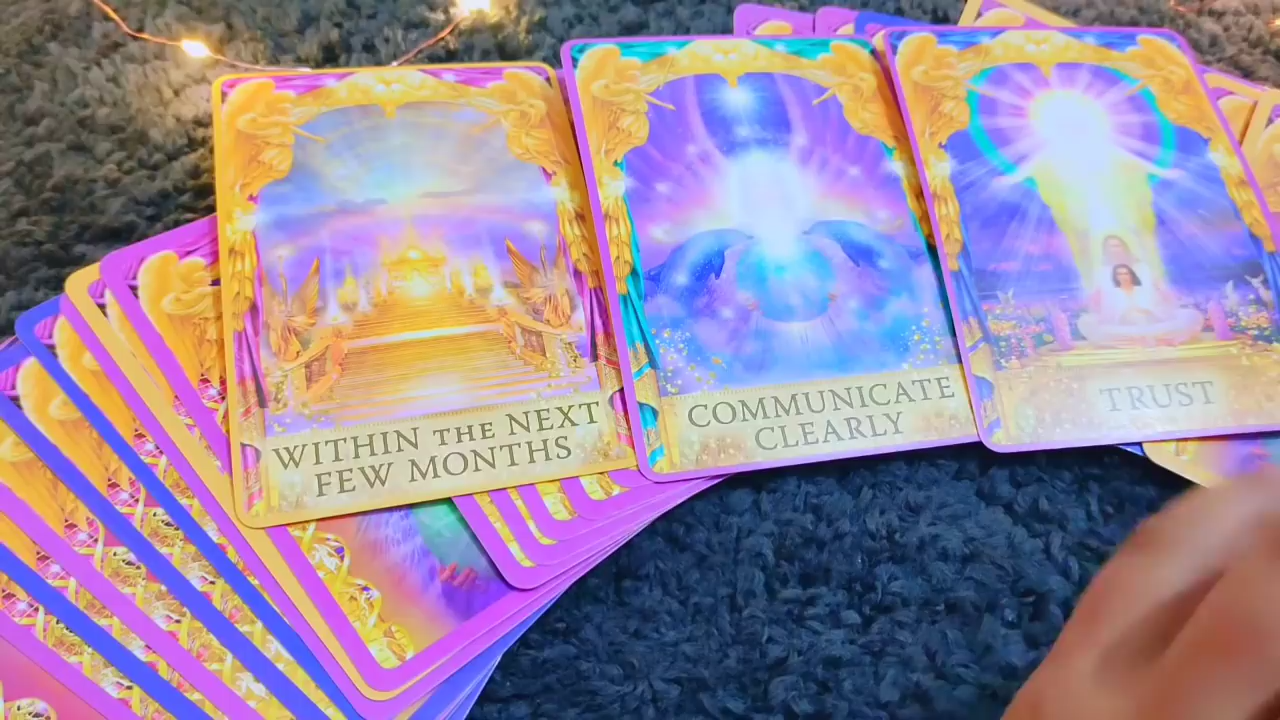 WITHIN THE NEXT
FEW MONTHS
COMMUNICATE
CLEARLY
TRUST